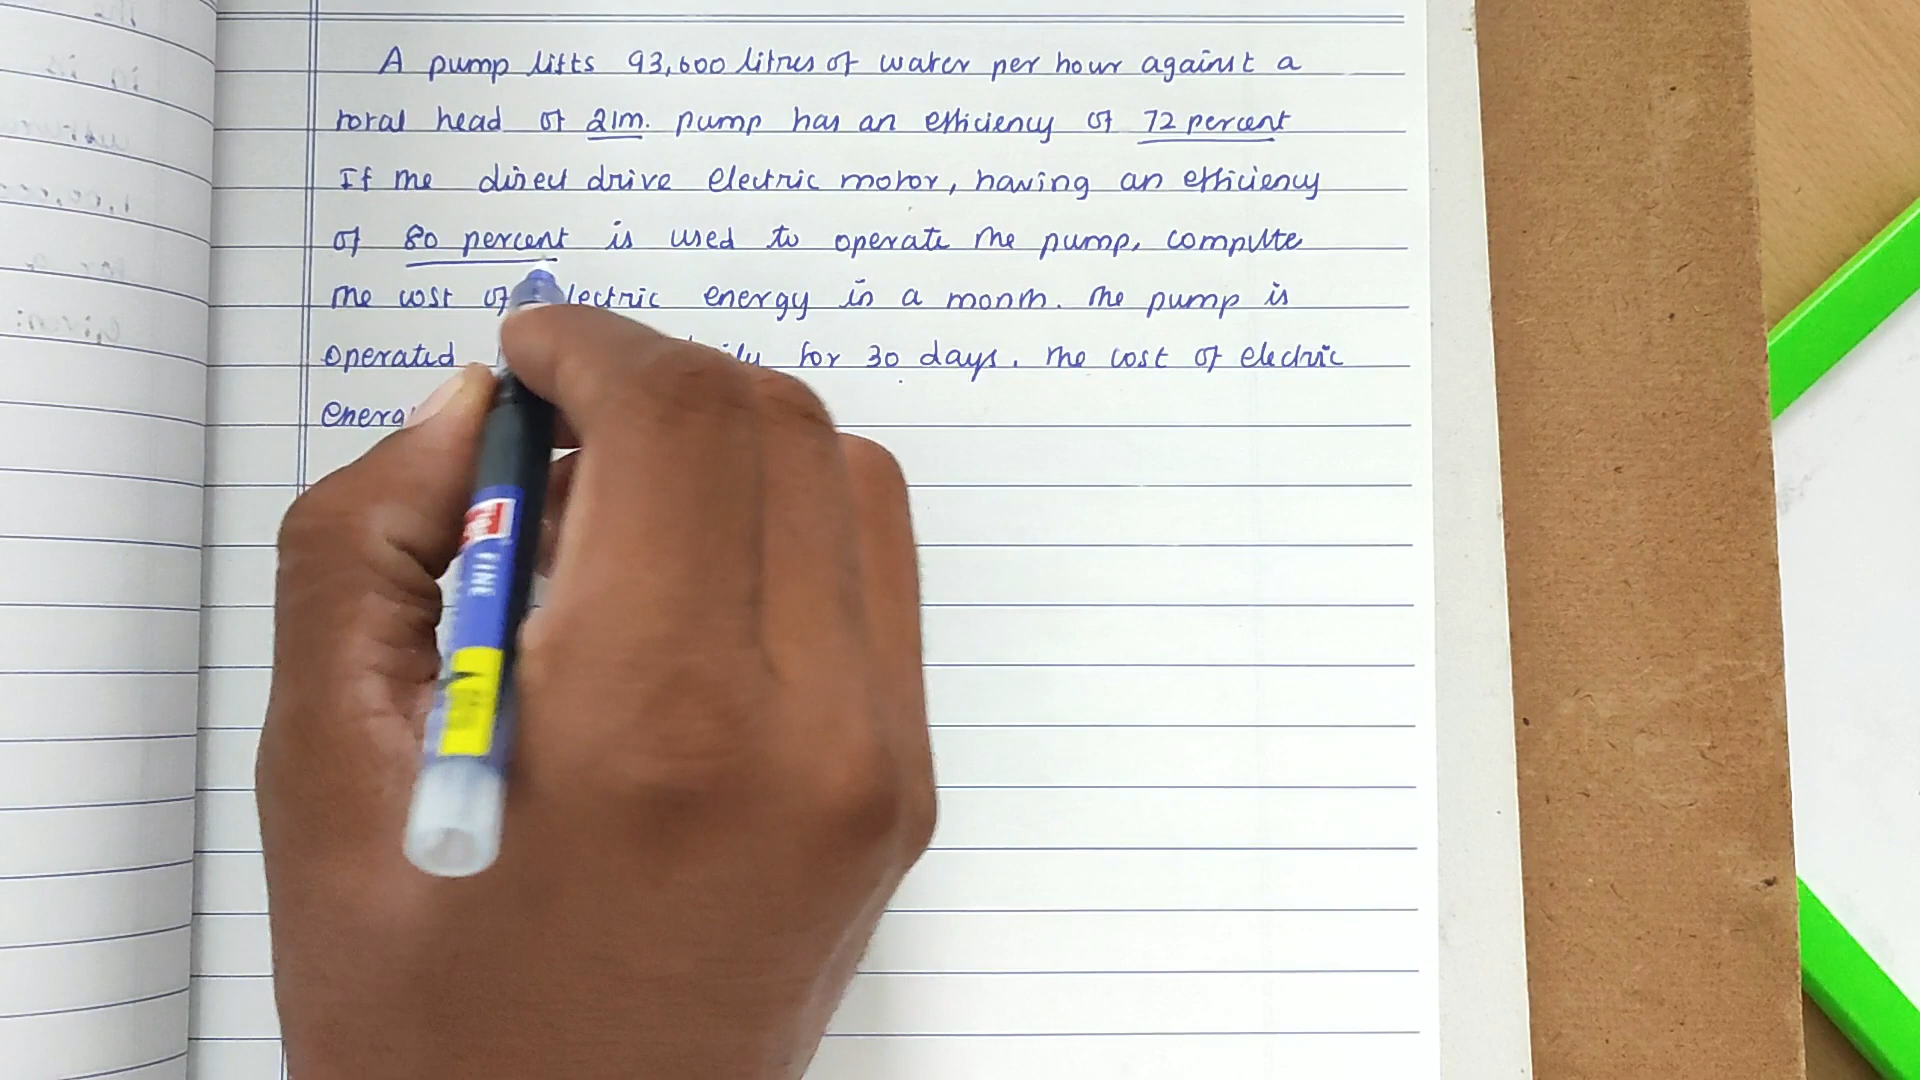 A pump lifts 93,600 litres of water per hour against a
total head of 21m. pump has an efficiency of 72 percent
If the direct drive electric motor, having an efficiency
of 80 percent is used to operate the pump, compute
the cost of electric energy in a month. The pump is
operated for 30 days. The cost of electric
FINE